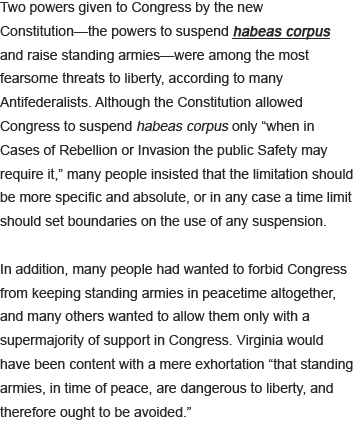 Two powers given to Congress by the new
Constitution—the powers to suspend habeas corpus
and raise standing armies—were among the most
fearsome threats to liberty, according to many
Antifederalists. Although the Constitution allowed
Congress to suspend habeas corpus only “when in
Cases of Rebellion or Invasion the public Safety may
require it,” many people insisted that the limitation should
be more specific and absolute, or in any case a time limit
should set boundaries on the use of any suspension.
In addition, many people had wanted to forbid Congress
from keeping standing armies in peacetime altogether,
and many others wanted to allow them only with a
supermajority of support in Congress. Virginia would
have been content with a mere exhortation “that standing
armies, in time of peace, are dangerous to liberty, and
therefore ought to be avoided.”